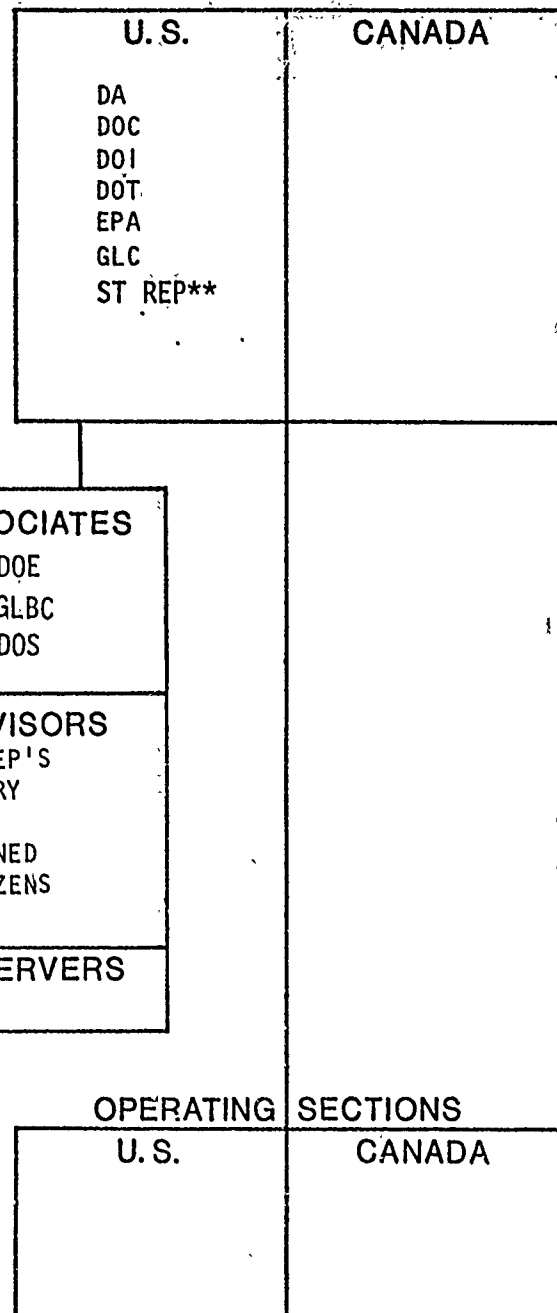 U.S. CANADA
DA
DOC
DOI
DOT
EPA
GLC
ST REP**
OCIATES
DOE
GLBC
DOS
VISORS
EP'S
RY
NED
ZENS
ERVERS
OPERATING SECTIONS
U.S. CANADA